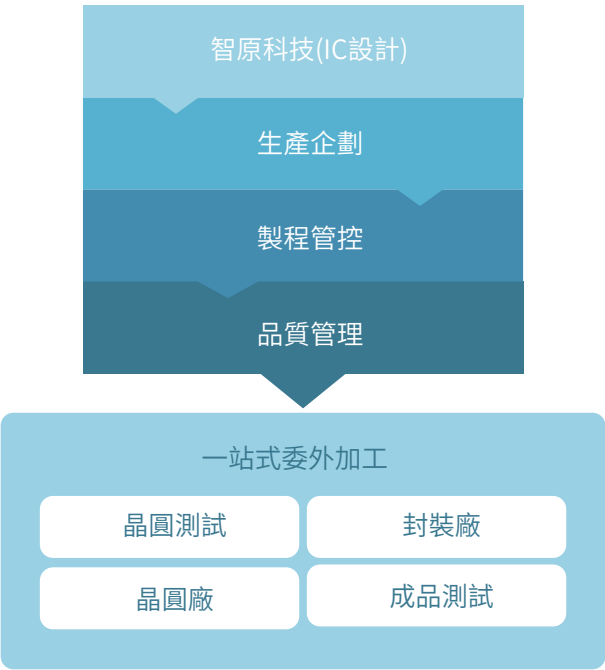 智原科技(IC設計)
生產企劃
製程管控
品質管理
一站式委外加工
晶圓測試
封裝廠
晶圓廠
成品測試